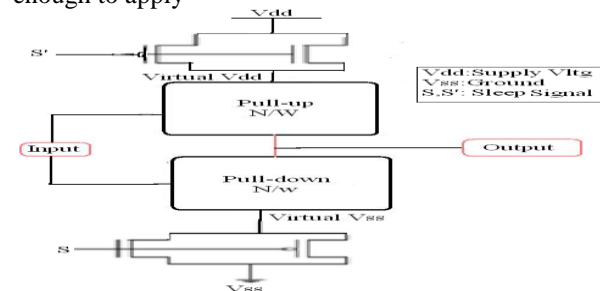 enough to apply
Vdd
S'
Virtual Vdd
Vdd:Supply Vltg
Vss:Ground
S,S': Sleep Signal
Pull-up
N/W
Input
Output
Pull-down
N/w
Virtual Vss
S
Vss